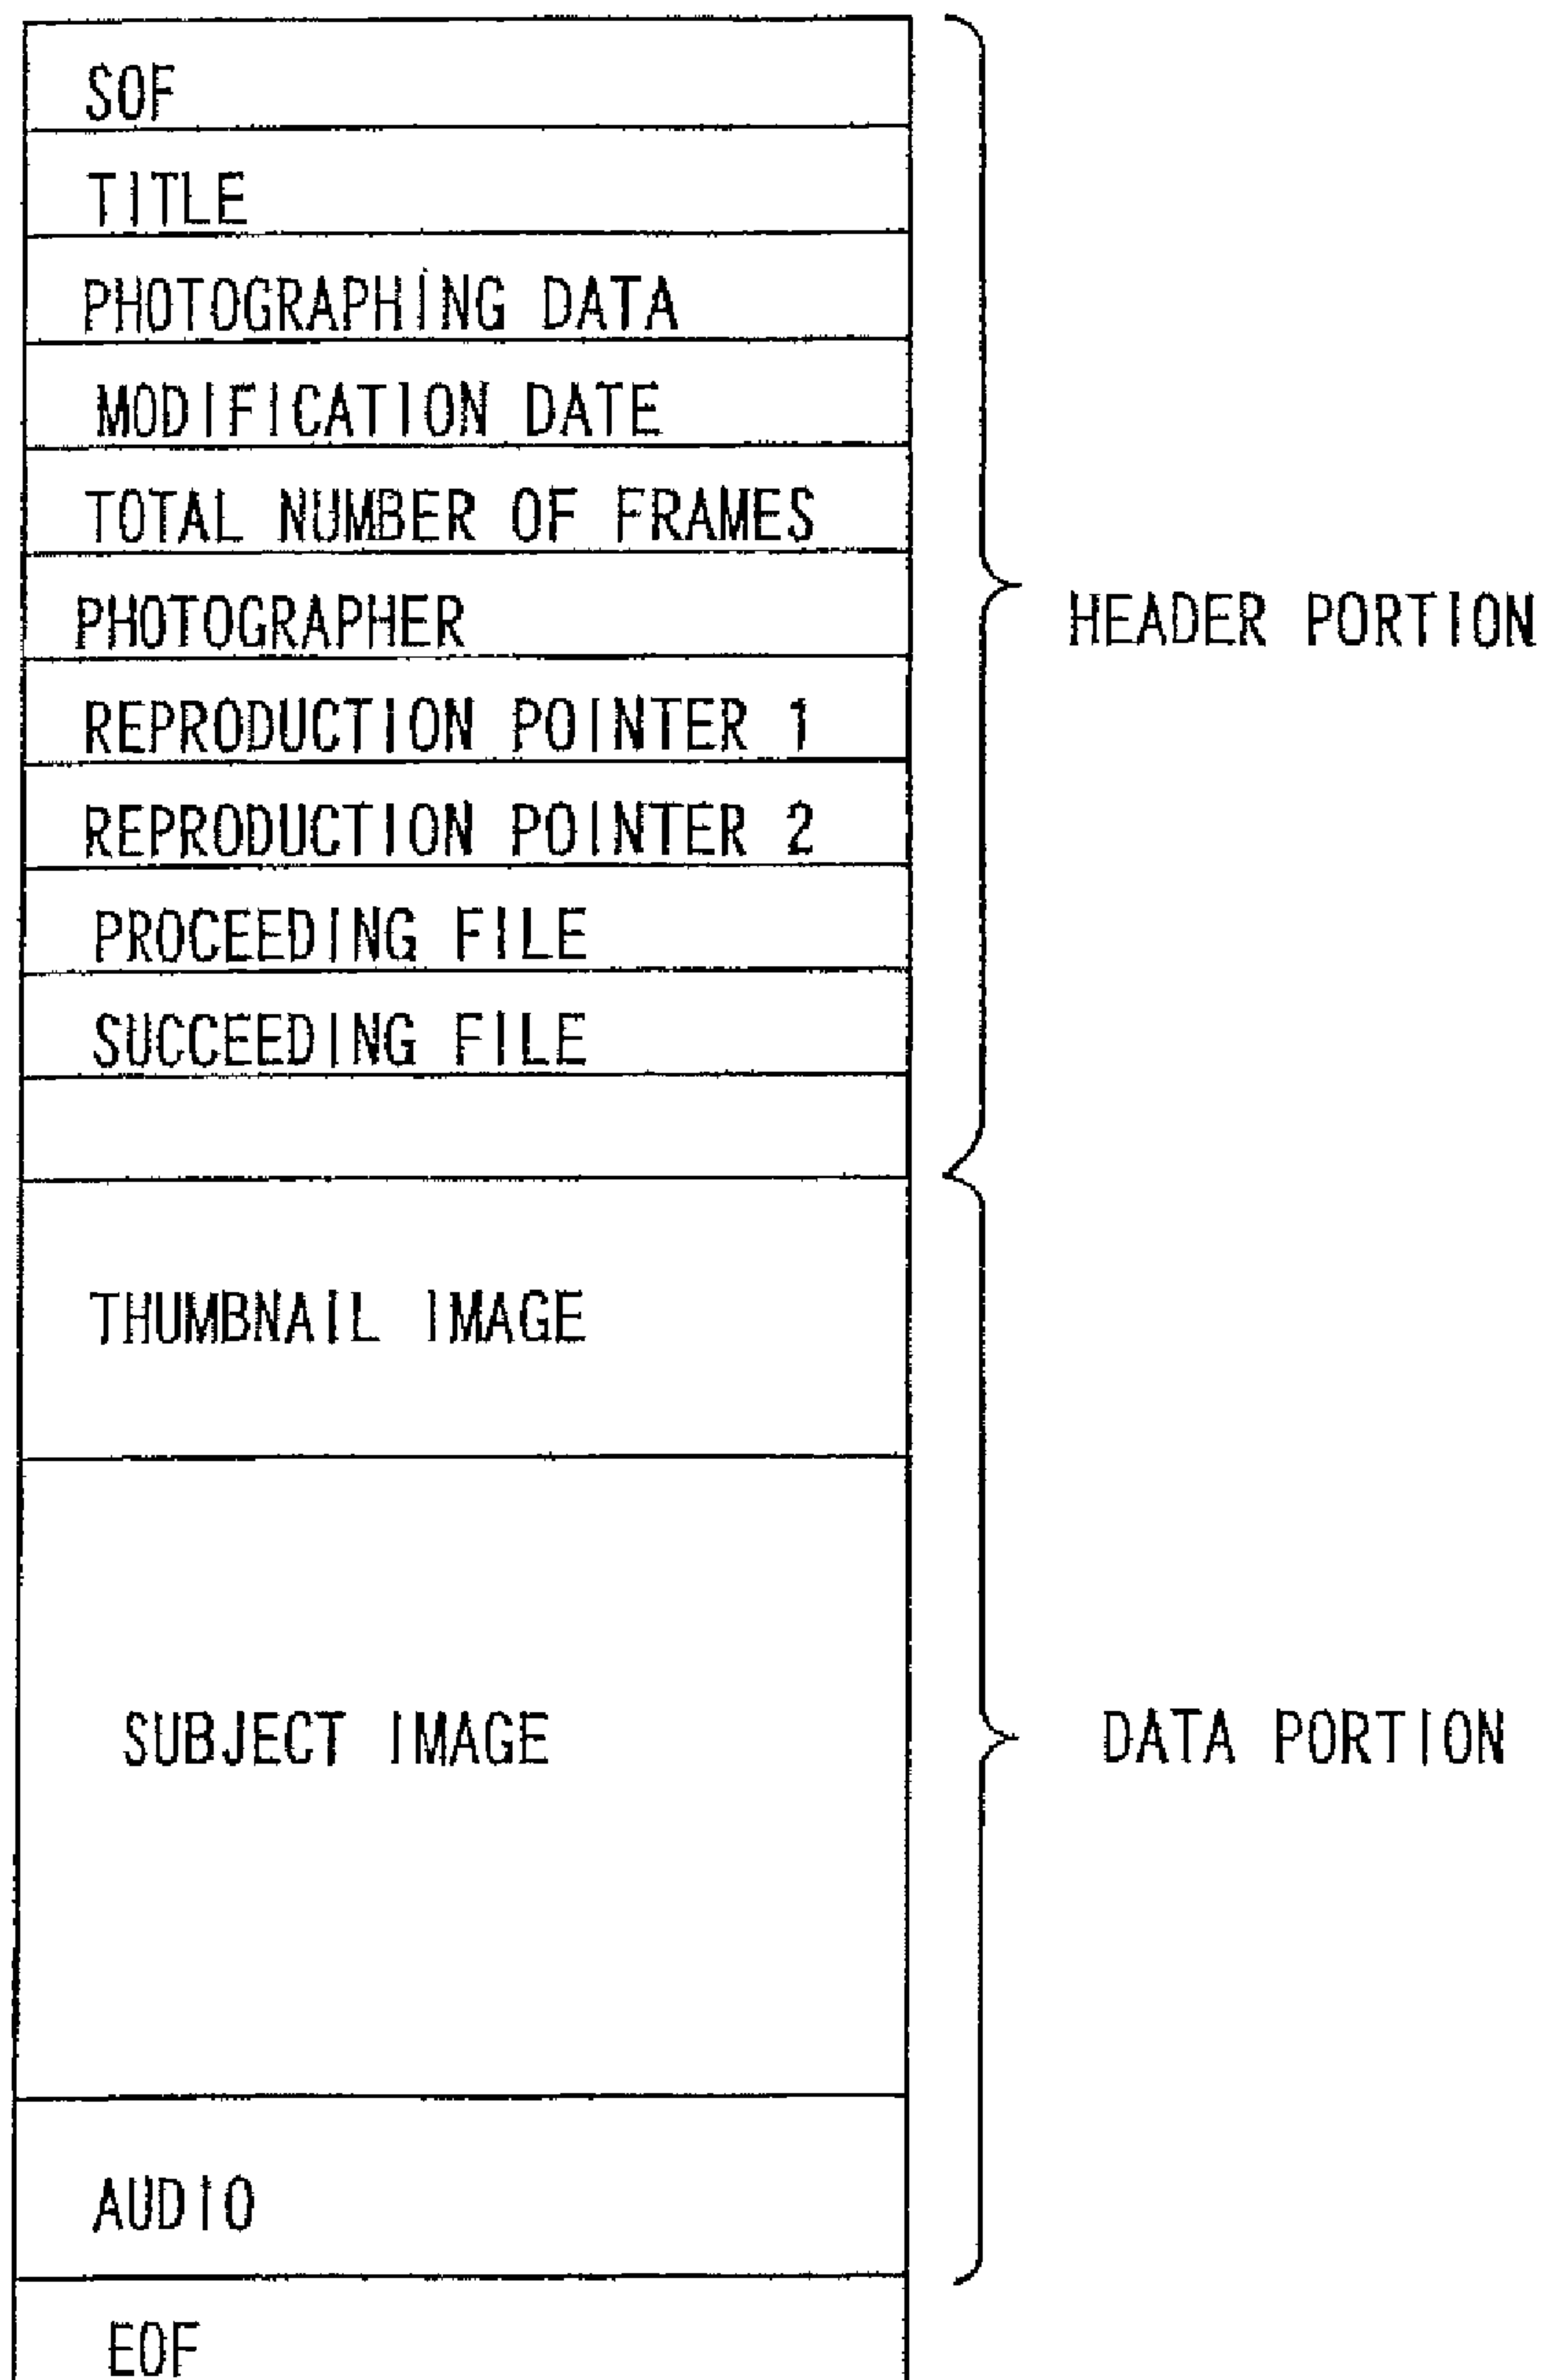 SOF
TITLE
PHOTOGRAPHING DATA
MODIFICATION DATE
TOTAL NUMBER OF FRAMES
PHOTOGRAPHER
HEADER PORTION
REPRODUCTION POINTER 1
REPRODUCTION POINTER 2
PROCEEDING FILE
SUCCEEDING FILE
THUMBNAIL IMAGE
SUBJECT IMAGE
DATA PORTION
AUDIO
EOF